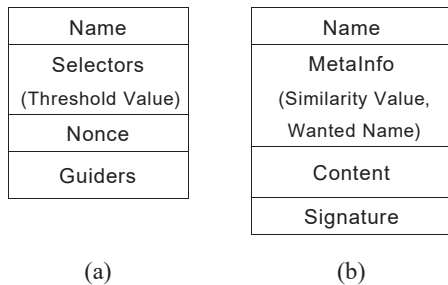 Name
Selectors
(Threshold Value)
Nonce
Guiders
(a)
Name
MetaInfo
(Similarity Value,
Wanted Name)
Content
Signature
(b)